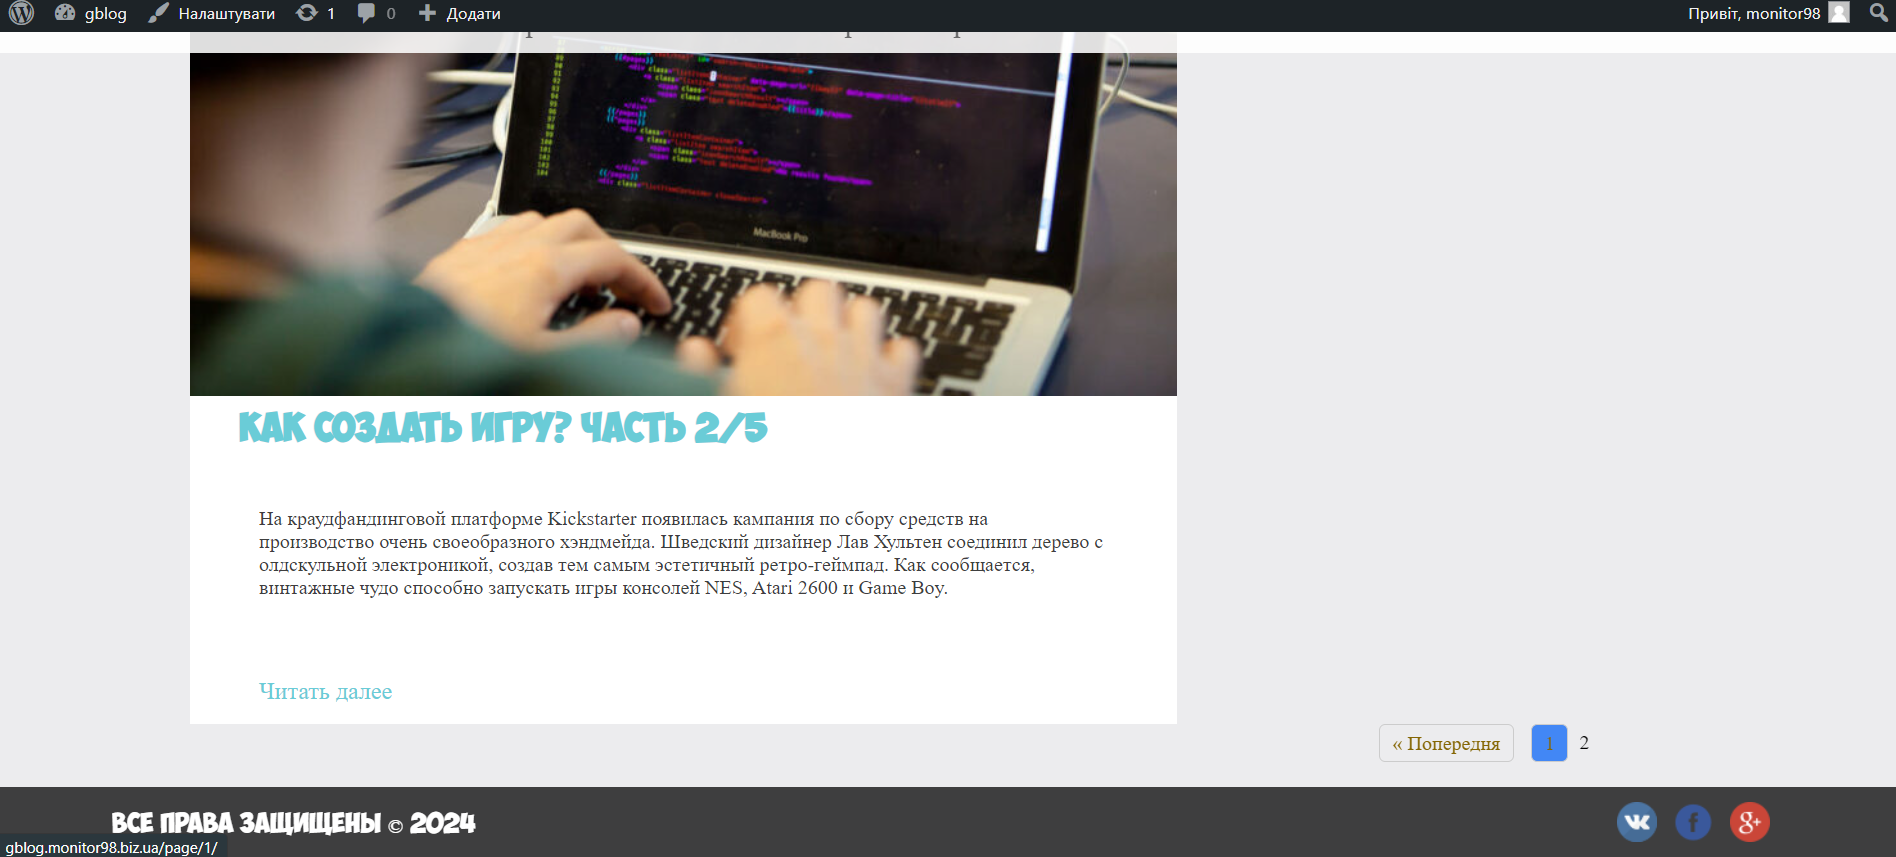 gblog
Налаштувати
1
0
Додати
Привіт, monitor98
MacBook Pro
КАК СОЗДАТЬ ИГРУ? ЧАСТЬ 2/5
На краудфандинговой платформе Kickstarter появилась кампания по сбору средств на
производство очень своеобразного хэндмейда. Шведский дизайнер Лав Хультен соединил дерево с
олдскульной электроникой, создав тем самым эстетичный ретро-геймпад. Как сообщается,
винтажные чудо способно запускать игры консолей NES, Atari 2600 и Game Boy.
Читать далее
« Попередня
1
2
ВСЕ ПРАВА ЗАЩИЩЕНЫ © 2024
gblog.monitor98.biz.ua/page/1/